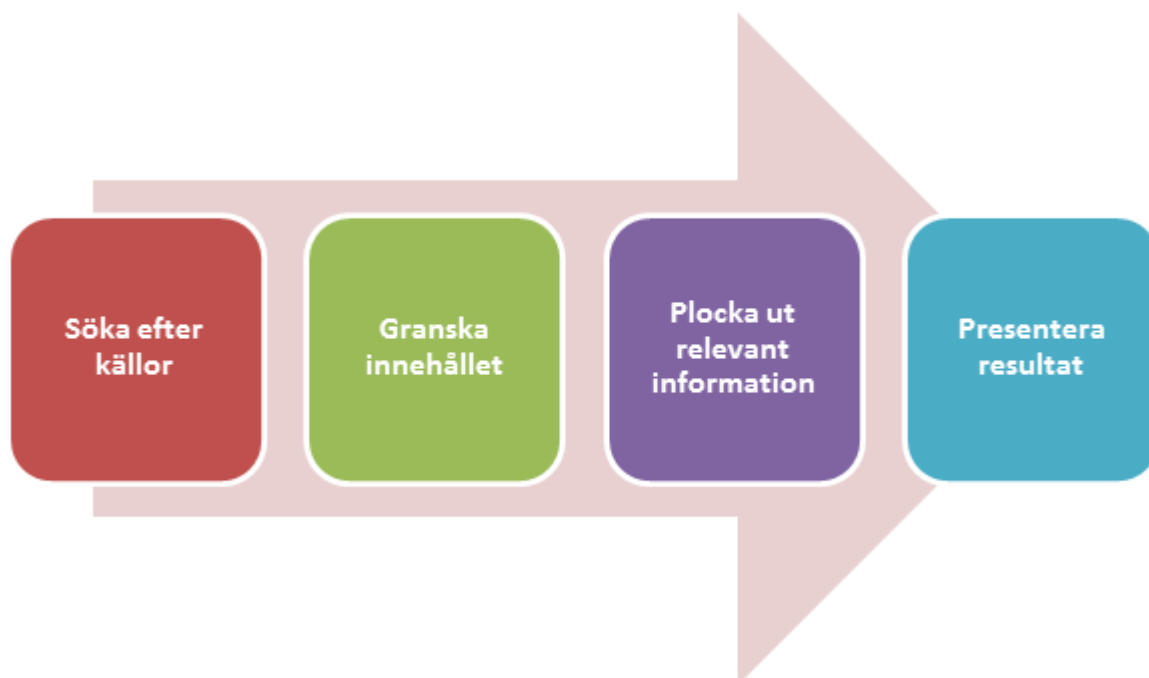 Söka efter
källor
Granska
innehållet
Plocka ut
relevant
information
Presentera
resultat